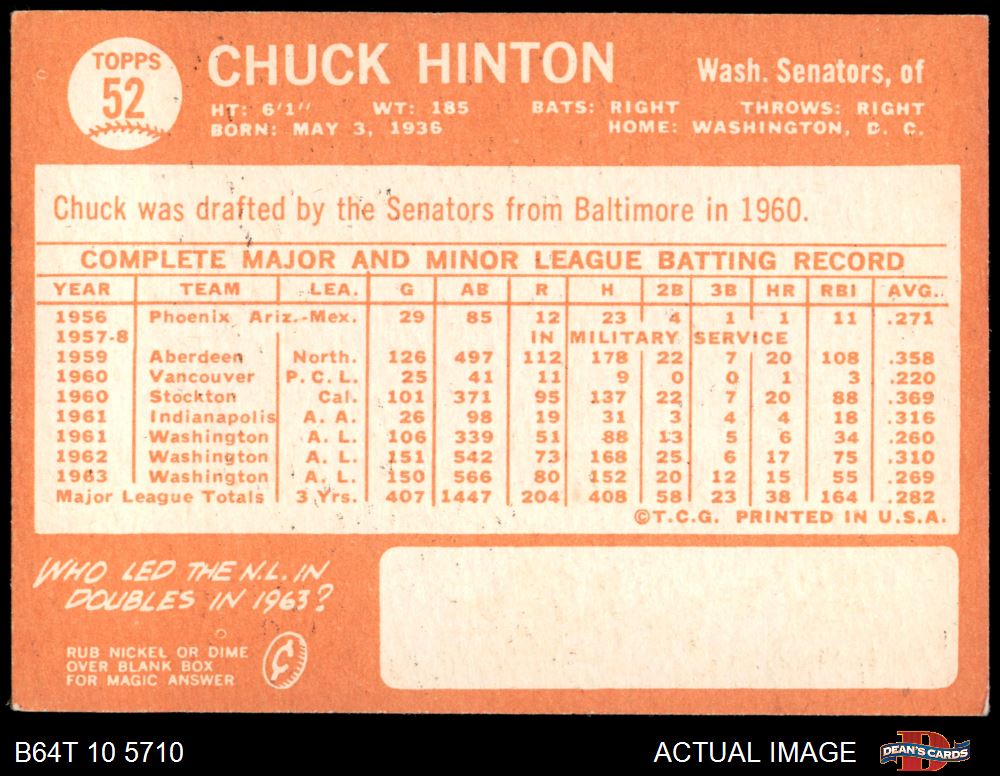 TOPPS
52
CHUCK HINTON
Wash. Senators, of
HT: 6'1" WT: 185 BATS: RIGHT THROWS: RIGHT
BORN: MAY 3, 1936 HOME: WASHINGTON, D. C.
Chuck was drafted by the Senators from Baltimore in 1960.
COMPLETE MAJOR AND MINOR LEAGUE BATTING RECORD
YEAR TEAM LEA. G AB R H 2B 3B HR RBI AVG.
1956 Phoenix Ariz.-Mex. 29 85 12 23 4 1 1 11 .271
1957-8 IN MILITARY SERVICE
1959 Aberdeen North. 126 497 112 178 22 7 20 108 .358
1960 Vancouver P. C. L. 25 41 11 9 0 0 1 3 .220
1960 Stockton Cal. 101 371 95 137 22 7 20 88 .369
1961 Indianapolis A. A. 26 98 19 31 3 4 4 18 .316
1961 Washington A. L. 106 339 51 88 13 5 6 34 .260
1962 Washington A. L. 151 542 73 168 25 6 17 75 .310
1963 Washington A. L. 150 566 80 152 20 12 15 55 .269
Major League Totals 3 Yrs. 407 1447 204 408 58 23 38 164 .282
©T.C.G. PRINTED IN U.S.A.
WHO LED THE N.L. IN
DOUBLES IN 1963?
RUB NICKEL OR DIME
OVER BLANK BOX
FOR MAGIC ANSWER
B64T 10 5710
ACTUAL IMAGE
DEAN'S CARDS